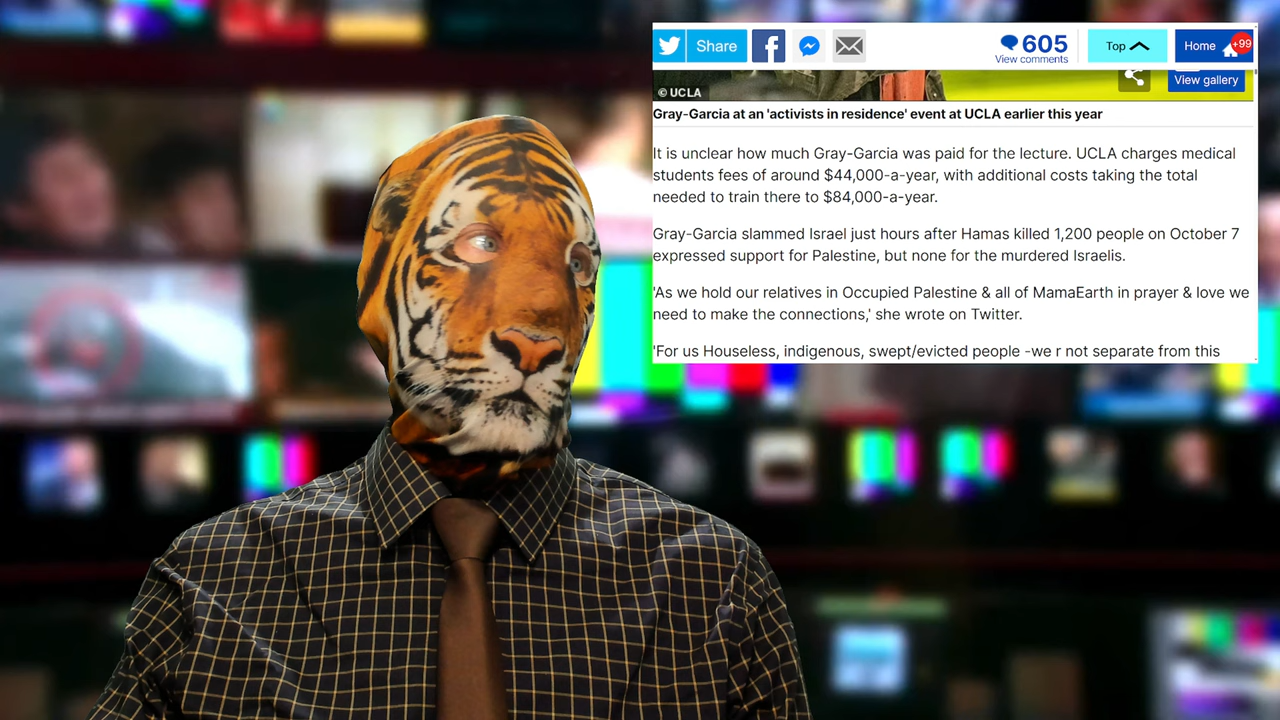 Share
605
View comments
Top
Home
+99
© UCLA
View gallery
Gray-Garcia at an 'activists in residence' event at UCLA earlier this year
It is unclear how much Gray-Garcia was paid for the lecture. UCLA charges medical
students fees of around $44,000-a-year, with additional costs taking the total
needed to train there to $84,000-a-year.
Gray-Garcia slammed Israel just hours after Hamas killed 1,200 people on October 7
expressed support for Palestine, but none for the murdered Israelis.
'As we hold our relatives in Occupied Palestine & all of MamaEarth in prayer & love we
need to make the connections,' she wrote on Twitter.
'For us Houseless, indigenous, swept/evicted people -we r not separate from this